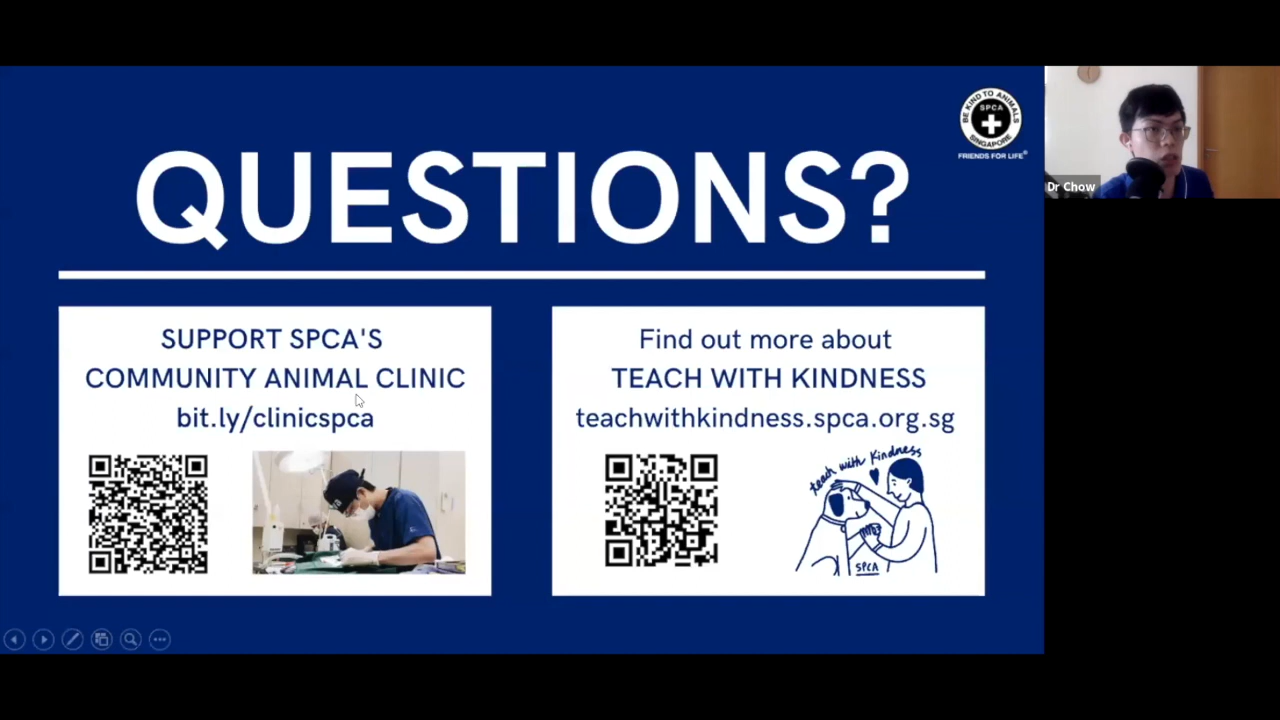 BE KIND TO ANIMALS
SPCA
SINGAPORE
FRIENDS FOR LIFE®
Dr Chow
QUESTIONS?
SUPPORT SPCA'S
COMMUNITY ANIMAL CLINIC
bit.ly/clinicspca
Find out more about
TEACH WITH KINDNESS
teachwithkindness.spca.org.sg
teach with Kindness
SPCA